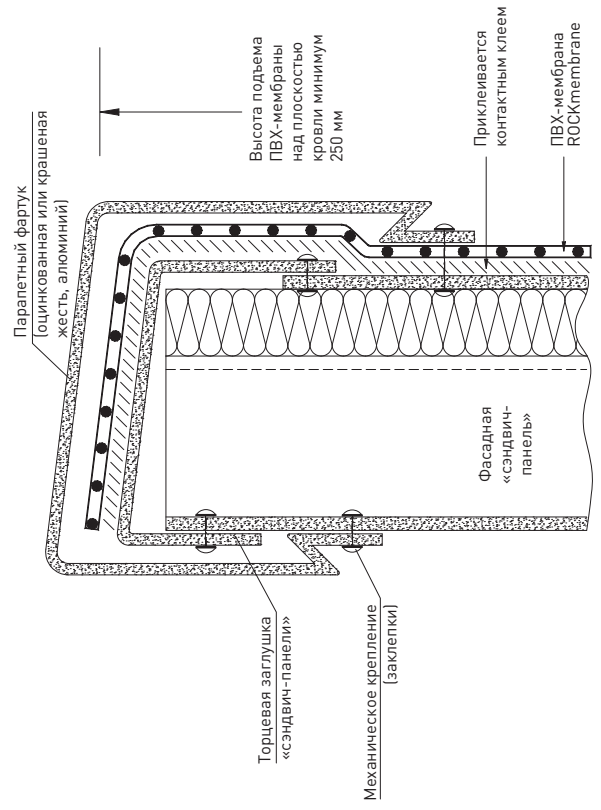 Парапетный фартук
(оцинкованная или крашеная
жесть, алюминий)
Высота подъема
ПВХ-мембраны
над плоскостью
кровли минимум
250 мм
Приклеивается
контактным клеем
ПВХ-мембрана
ROCKmembrane
Фасадная
«сэндвич-
панель»
Торцевая заглушка
«сэндвич-панели»
Механическое крепление
(заклепки)